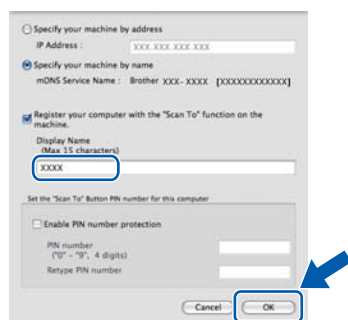 Specify your machine by address
IP Address : XXX.XXX.XXX.XXX
Specify your machine by name
mDNS Service Name : Brother XXX-XXXX [XXXXXXXXXXXX]
Register your computer with the "Scan To" function on the
machine.
Display Name
(Max 15 characters)
XXXX
Set the "Scan To" Button PIN number for this computer
Enable PIN number protection
PIN number
("0" - "9", 4 digits)
Retype PIN number
Cancel OK